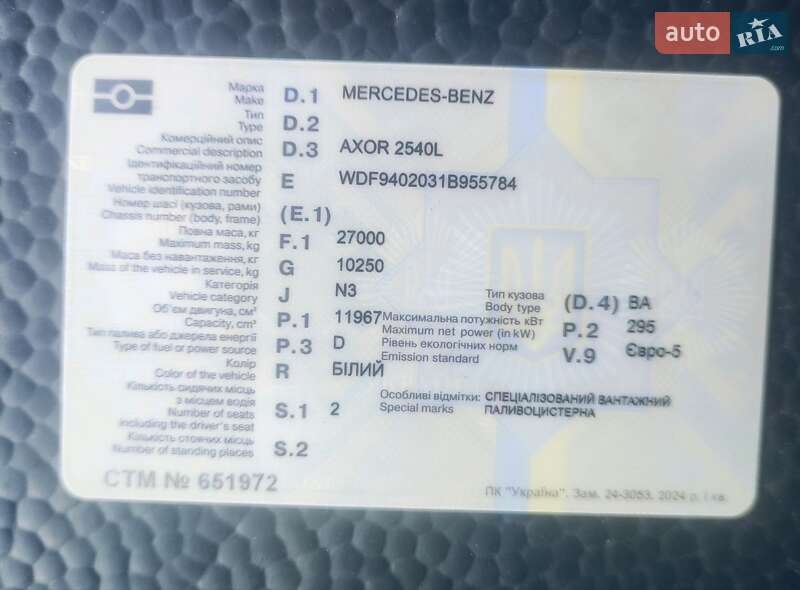 auto RIA .com
Марка
Make D.1 MERCEDES-BENZ
Тип
Type D.2
Комерційний опис
Commercial description D.3 AXOR 2540L
Ідентифікаційний номер
транспортного засобу
Vehicle identification number E WDF9402031B955784
Номер шасі (кузова, рами)
Chassis number (body, frame) (E.1)
Повна маса, кг
Maximum mass, kg F.1 27000
Маса без навантаження, кг
Mass of the vehicle in service, kg G 10250
Категорія
Vehicle category J N3
Тип кузова
Body type (D.4) BA
Об'єм двигуна, см³
Capacity, cm³ P.1 11967
Максимальна потужність кВт
Maximum net power (in kW) P.2 295
Тип палива або джерела енергії
Type of fuel or power source P.3 D
Рівень екологічних норм
Emission standard V.9 Євро-5
Колір
Color of the vehicle R БІЛИЙ
Кількість сидячих місць
з місцем водія
Number of seats
including the driver's seat S.1 2
Особливі відмітки: СПЕЦІАЛІЗОВАНИЙ ВАНТАЖНИЙ
Special marks ПАЛИВОЦИСТЕРНА
Кількість стоячих місць
Number of standing places S.2
СТМ № 651972
ПК "Україна". Зам. 24-3053. 2024 р. І кв.